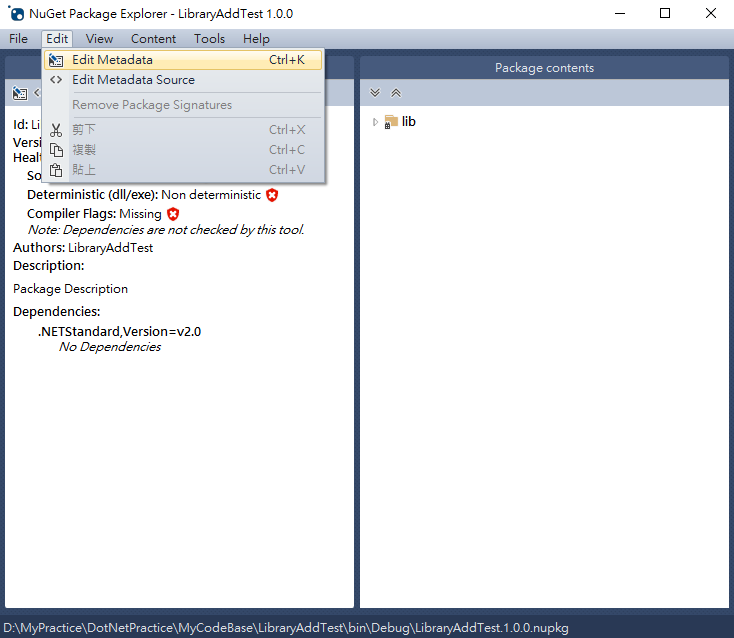 NuGet Package Explorer - LibraryAddTest 1.0.0
File Edit View Content Tools Help
Edit Metadata Ctrl+K
Edit Metadata Source
Remove Package Signatures
剪下 Ctrl+X
複製 Ctrl+C
貼上 Ctrl+V
Id: Li
Versi
Healt
So
Deterministic (dll/exe): Non deterministic
Compiler Flags: Missing
Note: Dependencies are not checked by this tool.
Authors: LibraryAddTest
Description:
Package Description
Dependencies:
.NETStandard,Version=v2.0
No Dependencies
Package contents
lib
D:\MyPractice\DotNetPractice\MyCodeBase\LibraryAddTest\bin\Debug\LibraryAddTest.1.0.0.nupkg